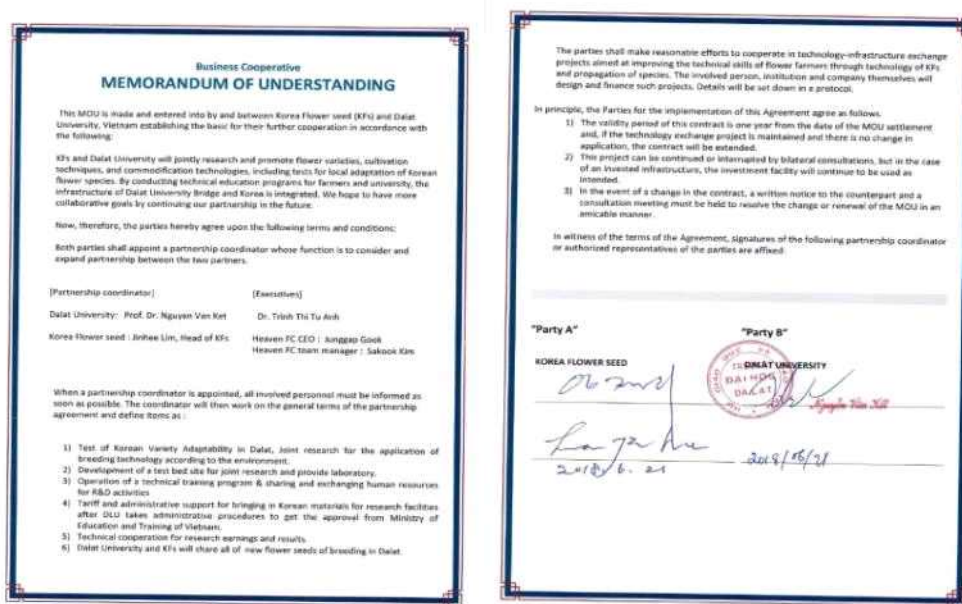 Business Cooperative
MEMORANDUM OF UNDERSTANDING
This MOU is made and entered into by and between Korea Flower seed (KFs) and Dalat
University, Vietnam establishing the basic for their further cooperation in accordance with
the following:
KFs and Dalat University will jointly research and promote flower varieties, cultivation
techniques, and commodification technologies, including tests for local adaptation of Korean
flower species. By conducting technical education programs for farmers and university, the
infrastructure of Dalat University Bridge and Korea is integrated. We hope to have more
collaborative goals by continuing our partnership in the future.
Now, therefore, the parties hereby agree upon the following terms and conditions:
Both parties shall appoint a partnership coordinator whose function is to consider and
expand partnership between the two partners.
[Partnership coordinator] [Executives]
Dalat University: Prof. Dr. Nguyen Van Ket Dr. Trinh Thi Tu Anh
Korea Flower seed : Jinhee Lim, Head of KFs Heaven FC CEO : Junggap Gook
Heaven FC team manager : Sakook Kim
When a partnership coordinator is appointed, all involved personnel must be informed as
soon as possible. The coordinator will then work on the general terms of the partnership
agreement and define items as :
1) Test of Korean Variety Adaptability in Dalat, Joint research for the application of
breeding technology according to the environment.
2) Development of a test bed site for joint research and provide laboratory.
3) Operation of a technical training program & sharing and exchanging human resources
for R&D activities
4) Tariff and administrative support for bringing in Korean materials for research facilities
after DLU takes administrative procedures to get the approval from Ministry of
Education and Training of Vietnam.
5) Technical cooperation for research earnings and results
6) Dalat University and KFs will share all of new flower seeds of breeding in Dalat.
The parties shall make reasonable efforts to cooperate in technology-infrastructure exchange
projects aimed at improving the technical skills of flower farmers through technology of KFs
and propagation of species. The involved person, institution and company themselves will
design and finance such projects. Details will be set down in a protocol.
In principle, the Parties for the implementation of this Agreement agree as follows.
1) The validity period of this contract is one year from the date of the MOU settlement
and, if the technology exchange project is maintained and there is no change in
application, the contract will be extended.
2) This project can be continued or interrupted by bilateral consultations, but in the case
of an invested infrastructure, the investment facility will continue to be used as
intended.
3) In the event of a change in the contract, a written notice to the counterpart and a
consultation meeting must be held to resolve the change or renewal of the MOU in an
amicable manner.
In witness of the terms of the Agreement, signatures of the following partnership coordinator
or authorized representatives of the parties are affixed.
"Party A" "Party B"
KOREA FLOWER SEED DALAT UNIVERSITY
ĐẠI HỌC
ĐÀ LẠT
2018. 6. 21 2018/06/21